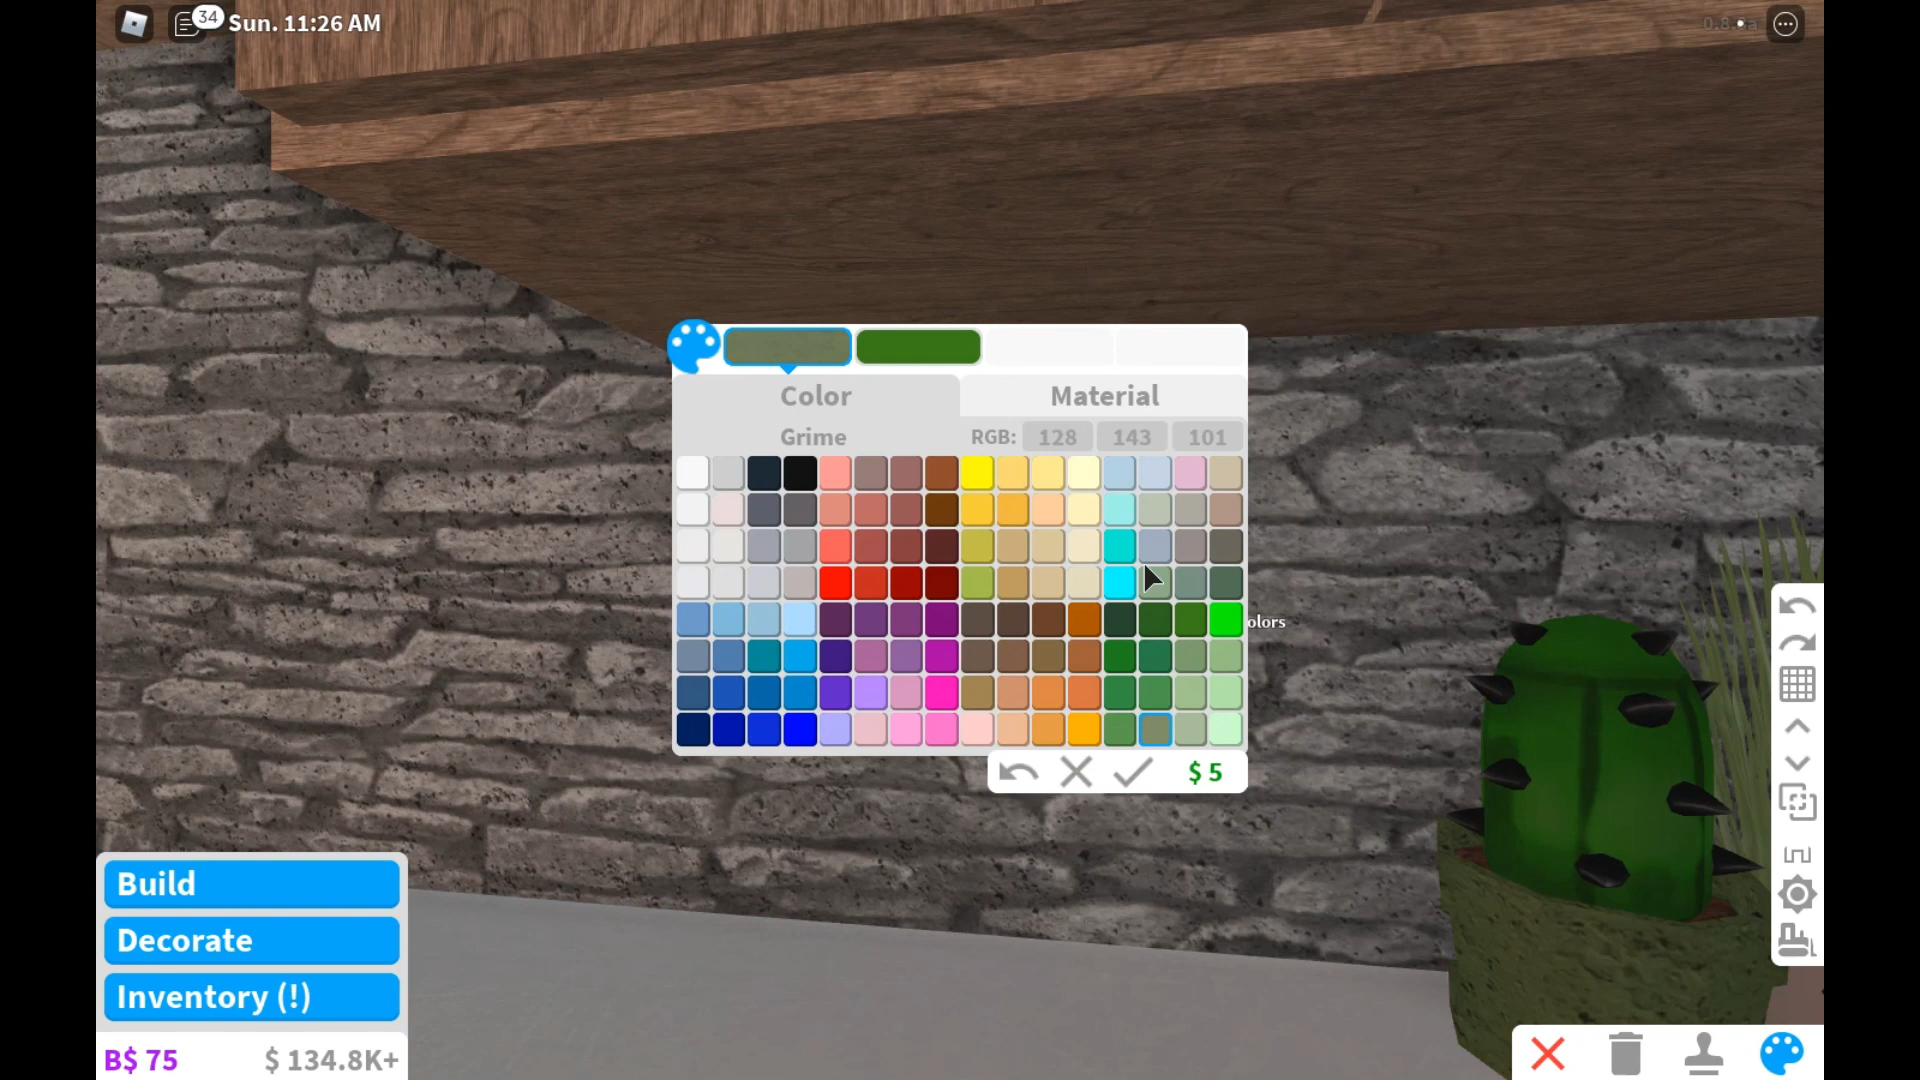 34 Sun. 11:26 AM
Color
Material
Grime
RGB: 128 143 101
olors
$ 5
Build
Decorate
Inventory (!)
B$ 75
$ 134.8K+